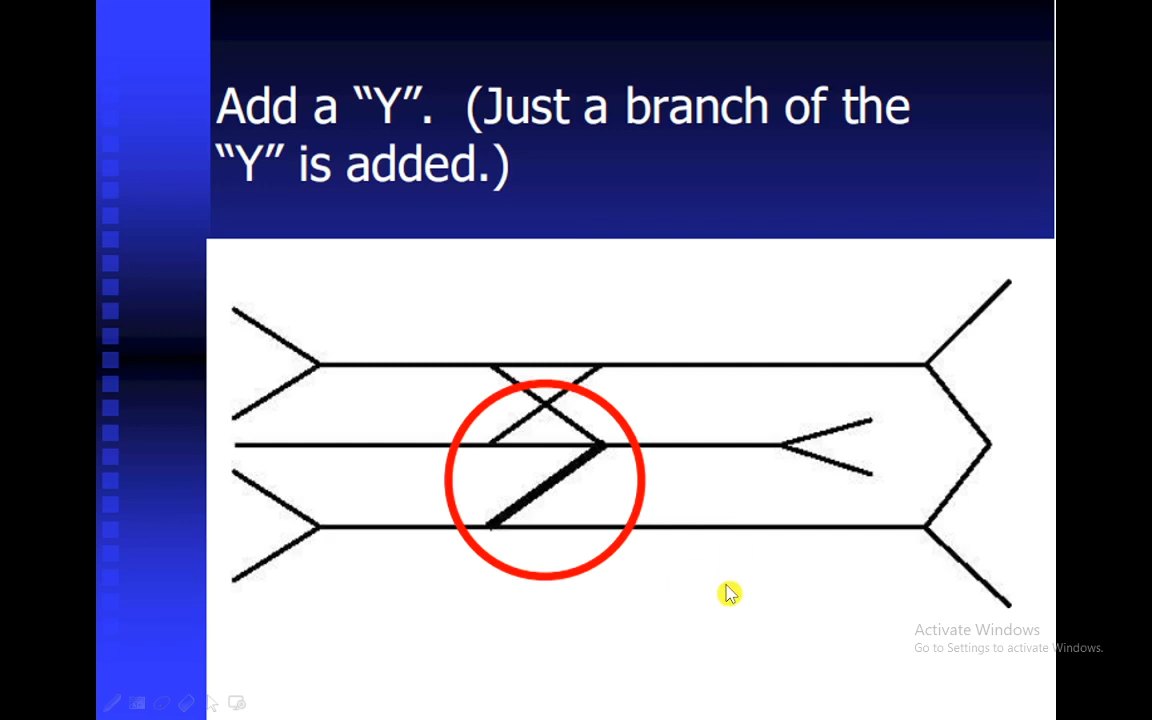 Add a “Y”. (Just a branch of the
“Y” is added.)
Activate Windows
Go to Settings to activate Windows.